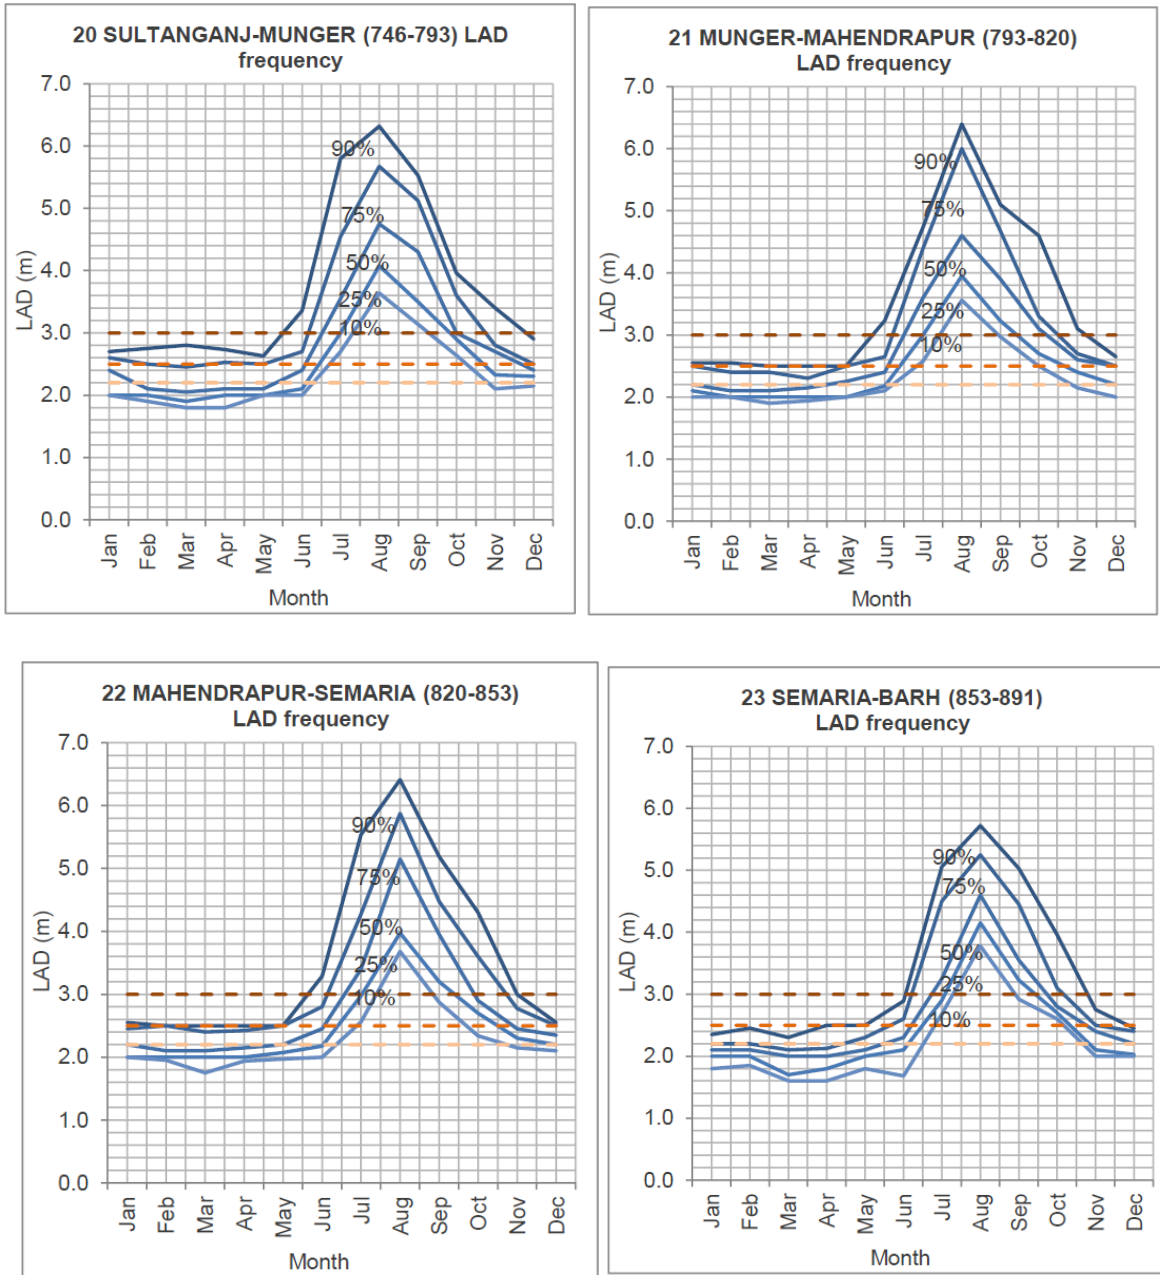 20 SULTANGANJ-MUNGER (746-793) LAD
frequency
7.0
6.0
5.0
4.0
3.0
2.0
1.0
0.0
LAD (m)
90%
75%
50%
25%
10%
Jan
Feb
Mar
Apr
May
Jun
Jul
Aug
Sep
Oct
Nov
Dec
Month
21 MUNGER-MAHENDRAPUR (793-820)
LAD frequency
7.0
6.0
5.0
4.0
3.0
2.0
1.0
0.0
LAD (m)
90%
75%
50%
25%
10%
Jan
Feb
Mar
Apr
May
Jun
Jul
Aug
Sep
Oct
Nov
Dec
Month
22 MAHENDRAPUR-SEMARIA (820-853)
LAD frequency
7.0
6.0
5.0
4.0
3.0
2.0
1.0
0.0
LAD (m)
90%
75%
50%
25%
10%
Jan
Feb
Mar
Apr
May
Jun
Jul
Aug
Sep
Oct
Nov
Dec
Month
23 SEMARIA-BARH (853-891)
LAD frequency
7.0
6.0
5.0
4.0
3.0
2.0
1.0
0.0
LAD (m)
90%
75%
50%
25%
10%
Jan
Feb
Mar
Apr
May
Jun
Jul
Aug
Sep
Oct
Nov
Dec
Month